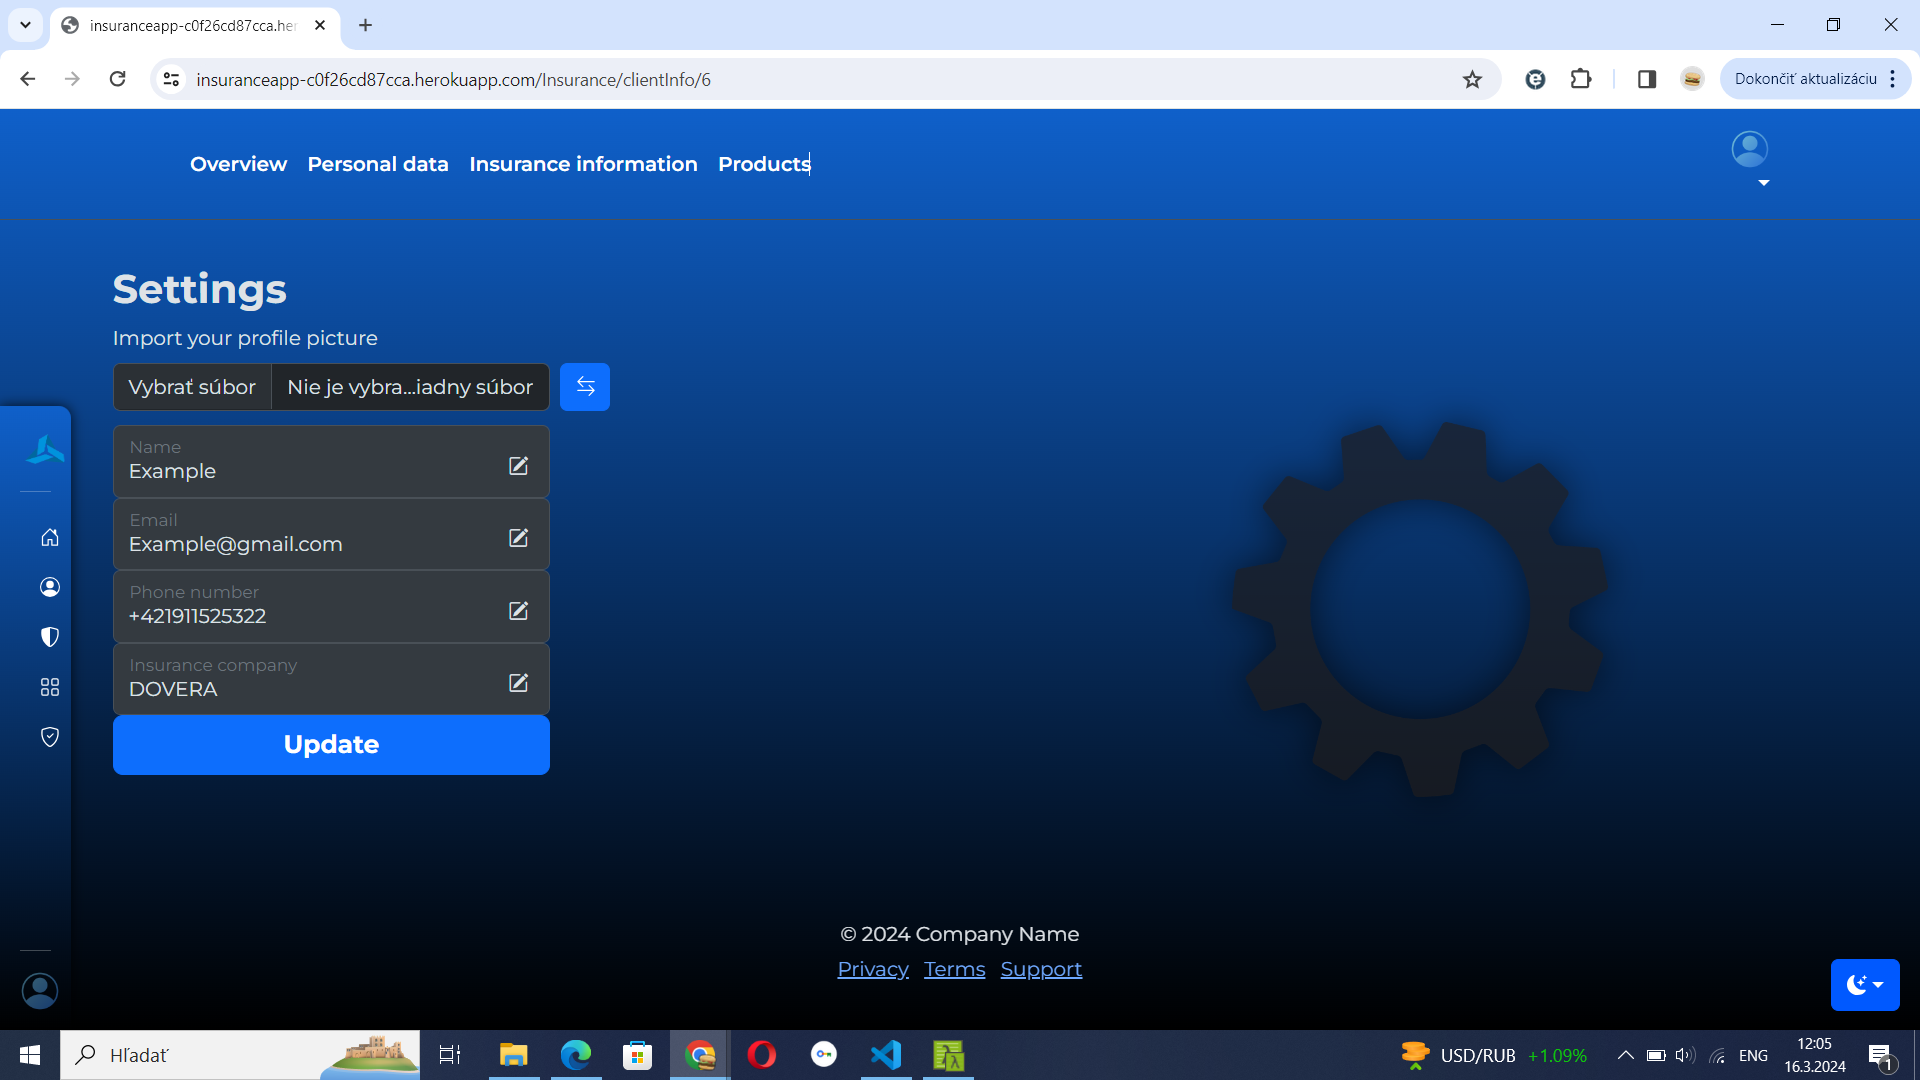 insuranceapp-c0f26cd87cca.her
insuranceapp-c0f26cd87cca.herokuapp.com/Insurance/clientInfo/6
Dokončiť aktualizáciu
Overview Personal data Insurance information Products
Settings
Import your profile picture
Vybrať súbor Nie je vybra...iadny súbor
Name
Example
Email
Example@gmail.com
Phone number
+421911525322
Insurance company
DOVERA
Update
© 2024 Company Name
Privacy Terms Support
Hľadať
USD/RUB +1.09%
ENG
12:05
16.3.2024
1